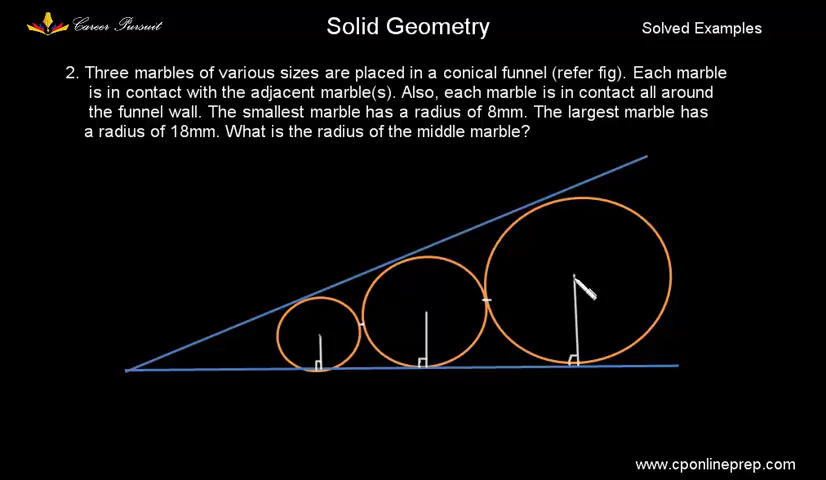 Career Pursuit
Solid Geometry
Solved Examples
2. Three marbles of various sizes are placed in a conical funnel (refer fig). Each marble
is in contact with the adjacent marble(s). Also, each marble is in contact all around
the funnel wall. The smallest marble has a radius of 8mm. The largest marble has
a radius of 18mm. What is the radius of the middle marble?
www.cponlineprep.com